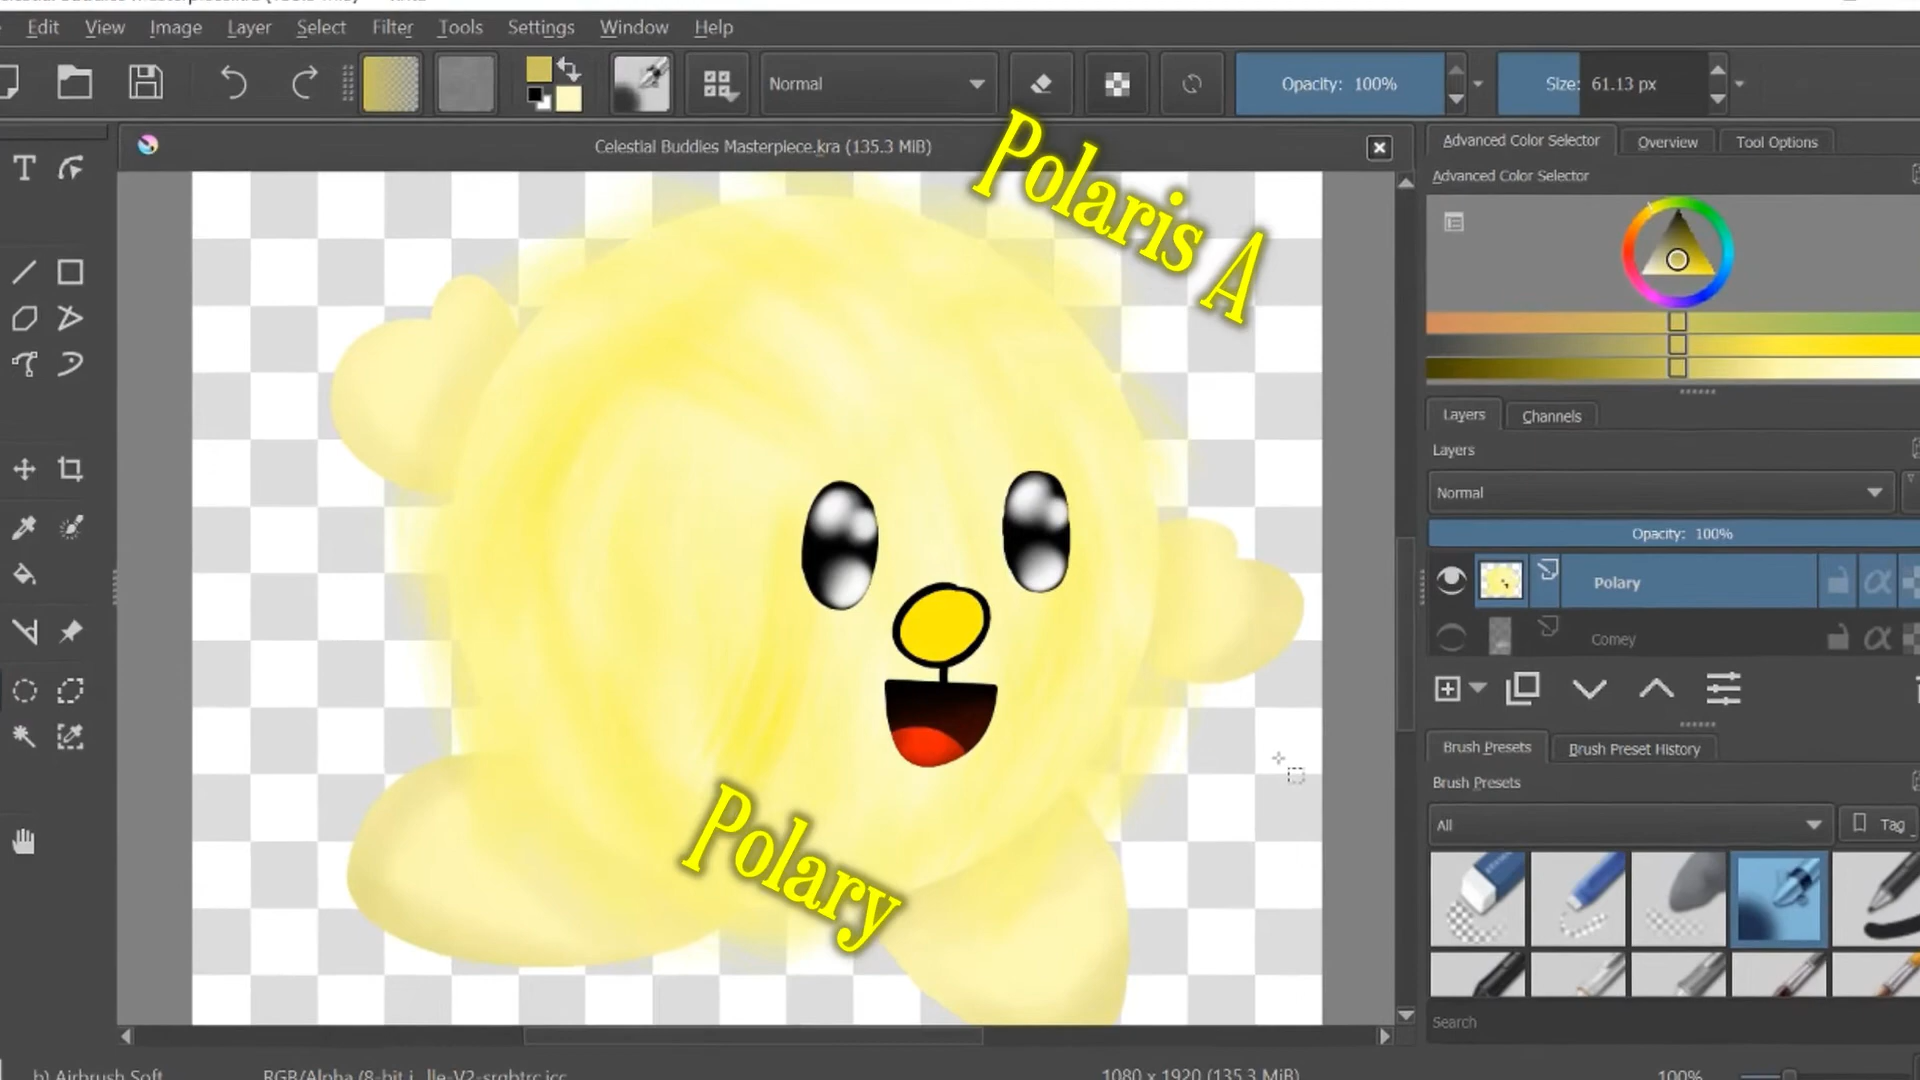 Edit View Image Layer Select Filter Tools Settings Window Help
Normal
Opacity: 100%
Size: 61.13 px
Celestial Buddies Masterpiece.kra (135.3 MiB)
Polaris A
Advanced Color Selector Overview Tool Options
Advanced Color Selector
Layers Channels
Layers
Normal
Opacity: 100%
Polary
Comey
Brush Presets Brush Preset History
Brush Presets
All
Tag
Polary
Search
b) Airbrush Soft
1080 x 1920 (135.3 MiB)
100%